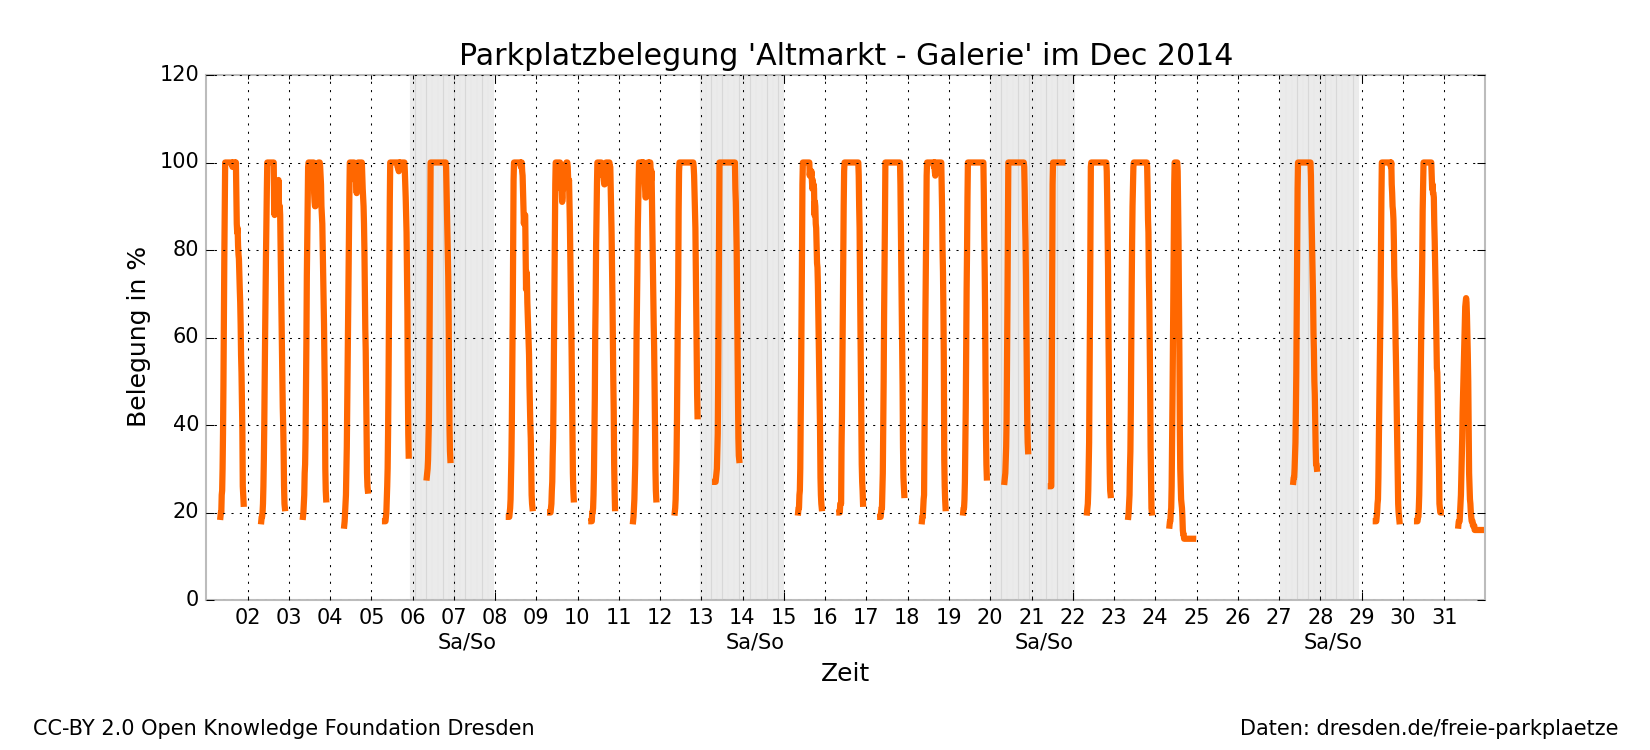 Parkplatzbelegung 'Altmarkt - Galerie' im Dec 2014
120
100
80
60
40
20
0
Belegung in %
02 03 04 05 06 07 08 09 10 11 12 13 14 15 16 17 18 19 20 21 22 23 24 25 26 27 28 29 30 31
Sa/So Sa/So Sa/So Sa/So
Zeit
CC-BY 2.0 Open Knowledge Foundation Dresden
Daten: dresden.de/freie-parkplaetze